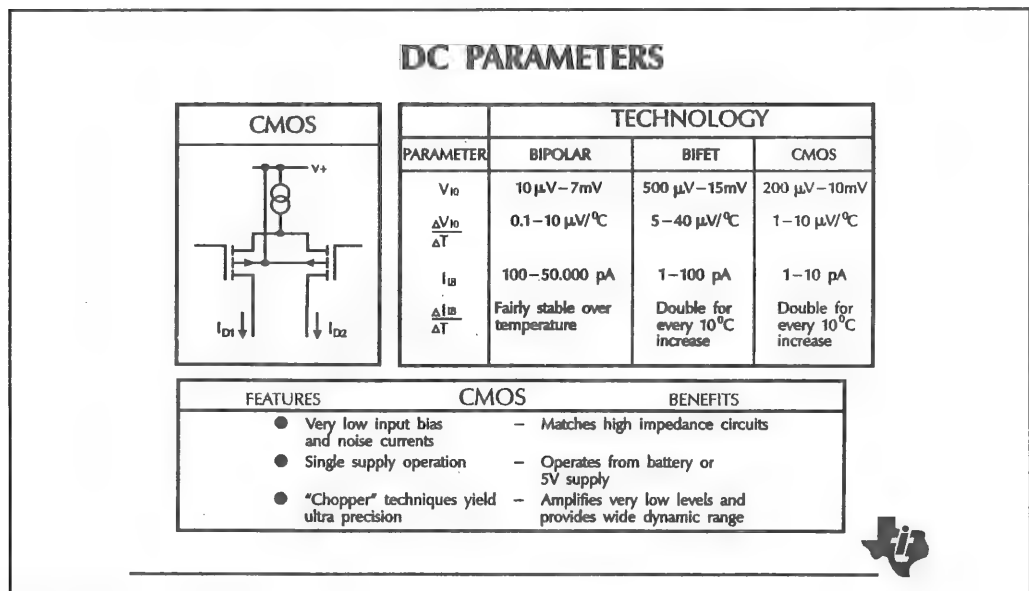 DC PARAMETERS
CMOS
V+
ID1
ID2
TECHNOLOGY
PARAMETER BIPOLAR BIFET CMOS
VIO 10 μV–7mV 500 μV–15mV 200 μV–10mV
ΔVIO/ΔT 0.1–10 μV/°C 5–40 μV/°C 1–10 μV/°C
IIB 100–50.000 pA 1–100 pA 1–10 pA
ΔIIB/ΔT Fairly stable over temperature Double for every 10°C increase Double for every 10°C increase
FEATURES CMOS BENEFITS
● Very low input bias – Matches high impedance circuits
and noise currents
● Single supply operation – Operates from battery or
5V supply
● "Chopper" techniques yield – Amplifies very low levels and
ultra precision provides wide dynamic range